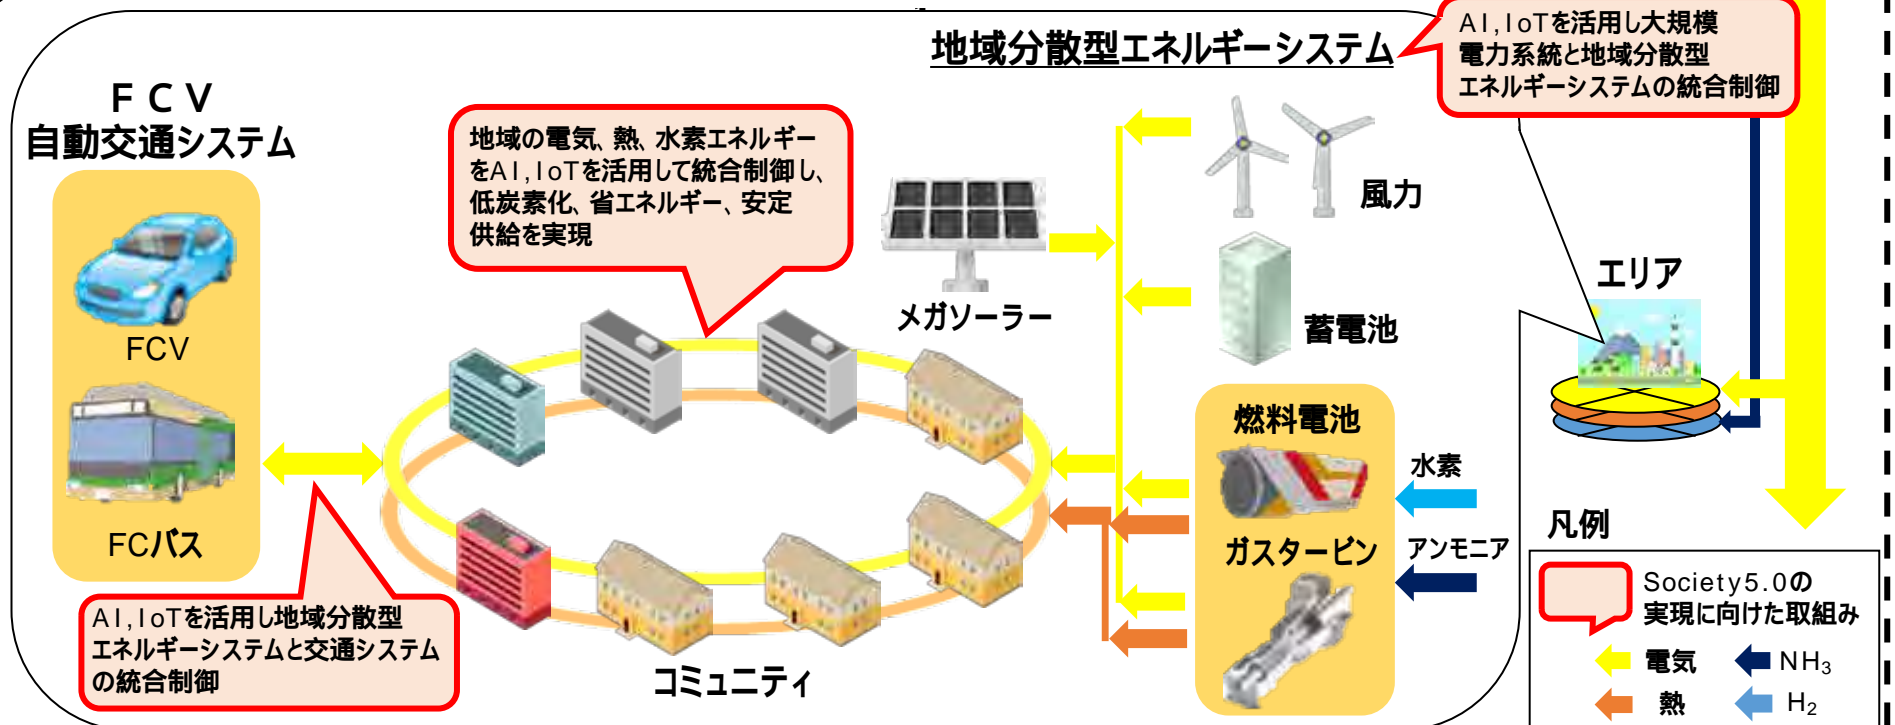 地域分散型エネルギーシステム
AI,IoTを活用し大規模
電力系統と地域分散型
エネルギーシステムの統合制御
FCV
自動交通システム
FCV
FCバス
地域の電気、熱、水素エネルギー
をAI,IoTを活用して統合制御し、
低炭素化、省エネルギー、安定
供給を実現
メガソーラー
風力
蓄電池
エリア
燃料電池
水素
ガスタービン
アンモニア
AI,IoTを活用し地域分散型
エネルギーシステムと交通システム
の統合制御
コミュニティ
凡例
Society5.0の
実現に向けた取組み
電気
NH₃
熱
H₂